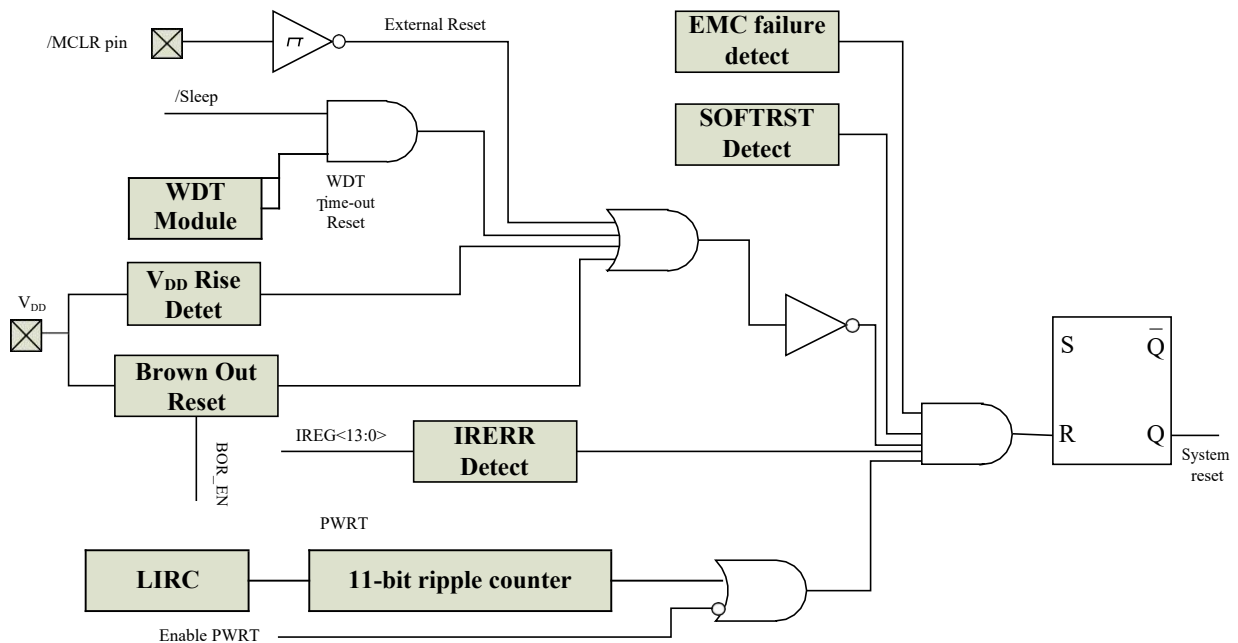 /MCLR pin
External Reset
EMC failure
detect
/Sleep
SOFTRST
Detect
WDT
Module
WDT
Time-out
Reset
VDD Rise
Detet
VDD
Brown Out
Reset
BOR_EN
IREG<13:0>
IRERR
Detect
S
Q̅
R
Q
System
reset
PWRT
LIRC
11-bit ripple counter
Enable PWRT